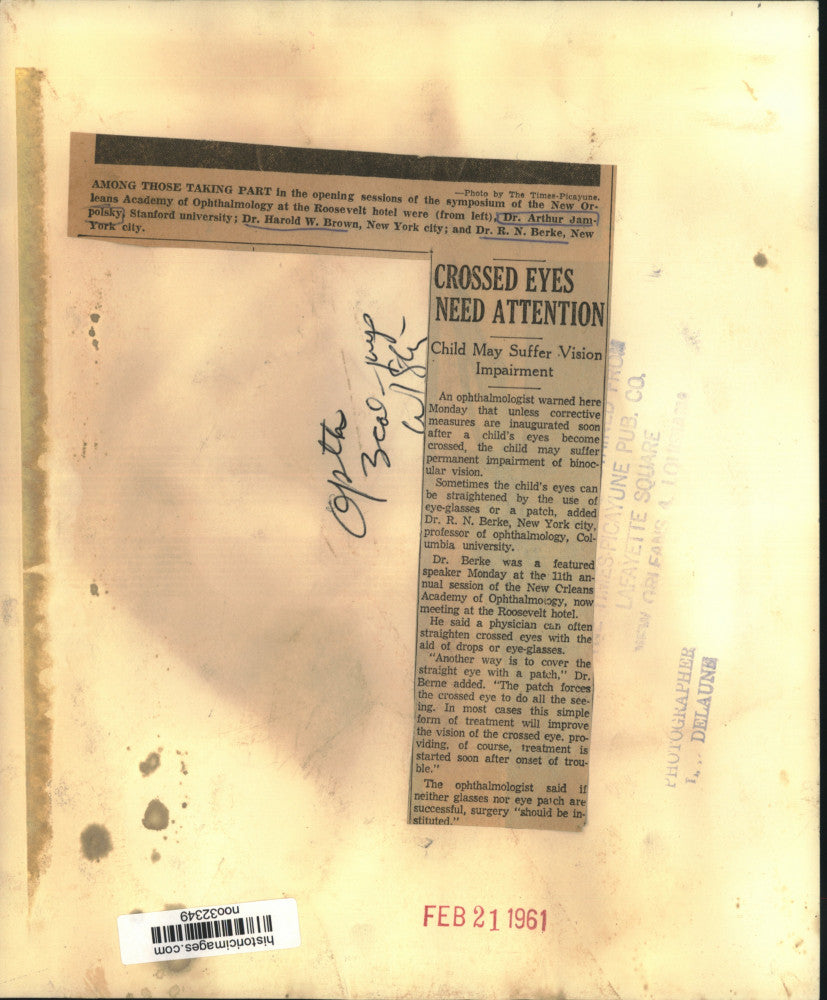 —Photo by The Times-Picayune.
AMONG THOSE TAKING PART in the opening sessions of the symposium of the New Or-
leans Academy of Ophthalmology at the Roosevelt hotel were (from left), Dr. Arthur Jam-
polsky, Stanford university; Dr. Harold W. Brown, New York city; and Dr. R. N. Berke, New
York city.
CROSSED EYES
NEED ATTENTION
Child May Suffer Vision
Impairment
An ophthalmologist warned here
Monday that unless corrective
measures are inaugurated soon
after a child's eyes become
crossed, the child may suffer
permanent impairment of binoc-
ular vision.
Sometimes the child's eyes can
be straightened by the use of
eye-glasses or a patch, added
Dr. R. N. Berke, New York city,
professor of ophthalmology, Col-
umbia university.
Dr. Berke was a featured
speaker Monday at the 11th an-
nual session of the New Orleans
Academy of Ophthalmology, now
meeting at the Roosevelt hotel.
He said a physician can often
straighten crossed eyes with the
aid of drops or eye-glasses.
"Another way is to cover the
straight eye with a patch," Dr.
Berne added. "The patch forces
the crossed eye to do all the see-
ing. In most cases this simple
form of treatment will improve
the vision of the crossed eye, pro-
viding, of course, treatment is
started soon after onset of trou-
ble."
The ophthalmologist said if
neither glasses nor eye patch are
successful, surgery "should be in-
stituted."
Optha
3 col
TIMES-PICAYUNE PUB. CO.
LAFAYETTE SQUARE
NEW ORLEANS
PHOTOGRAPHER
DELAUNE
FEB 21 1961
historicimages.com
noo32349